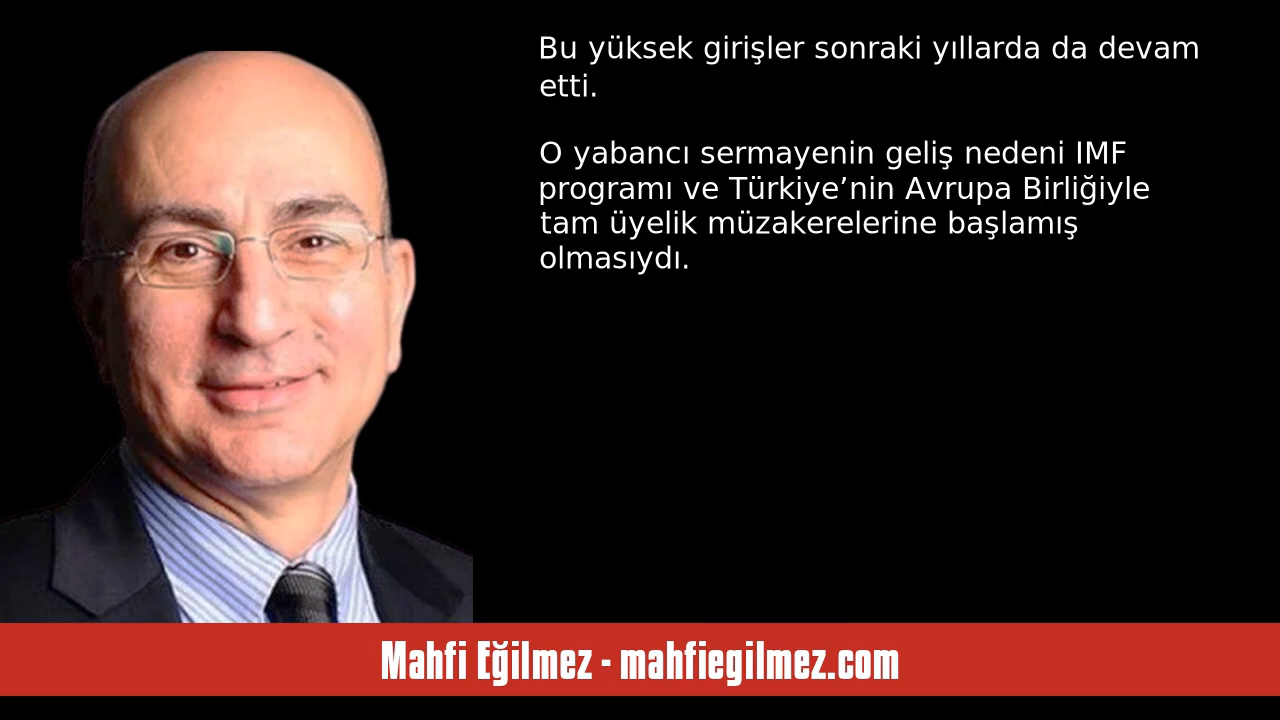 Bu yüksek girişler sonraki yıllarda da devam
etti.
O yabancı sermayenin geliş nedeni IMF
programı ve Türkiye’nin Avrupa Birliğiyle
tam üyelik müzakerelerine başlamış
olmasıydı.
Mahfi Eğilmez - mahfiegilmez.com